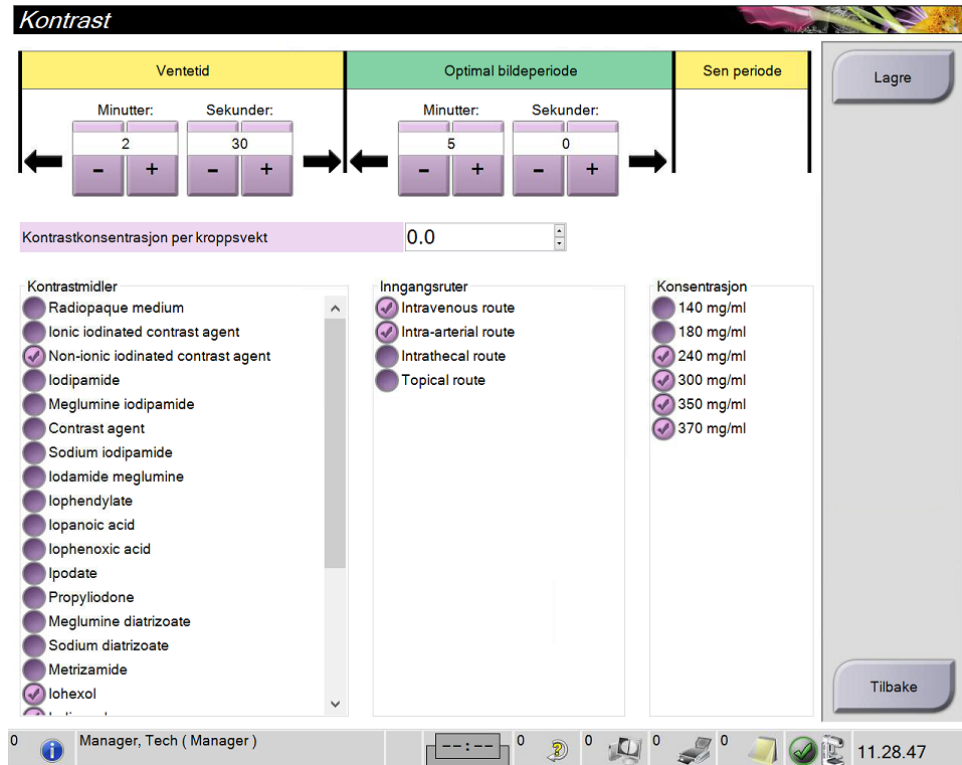 Kontrast
Ventetid
Optimal bildeperiode
Sen periode
Lagre
Minutter:
Sekunder:
Minutter:
Sekunder:
2
30
5
0
- + - + - + - +
Kontrastkonsentrasjon per kroppsvekt
0.0
Kontrastmidler
Radiopaque medium
Ionic iodinated contrast agent
Non-ionic iodinated contrast agent
Iodipamide
Meglumine iodipamide
Contrast agent
Sodium iodipamide
Iodamide meglumine
Iophendylate
Iopanoic acid
Iophenoxic acid
Ipodate
Propyliodone
Meglumine diatrizoate
Sodium diatrizoate
Metrizamide
Iohexol
Inngangsruter
Intravenous route
Intra-arterial route
Intrathecal route
Topical route
Konsentrasjon
140 mg/ml
180 mg/ml
240 mg/ml
300 mg/ml
350 mg/ml
370 mg/ml
Tilbake
0
Manager, Tech ( Manager )
--:--
0
0
0
0
11.28.47